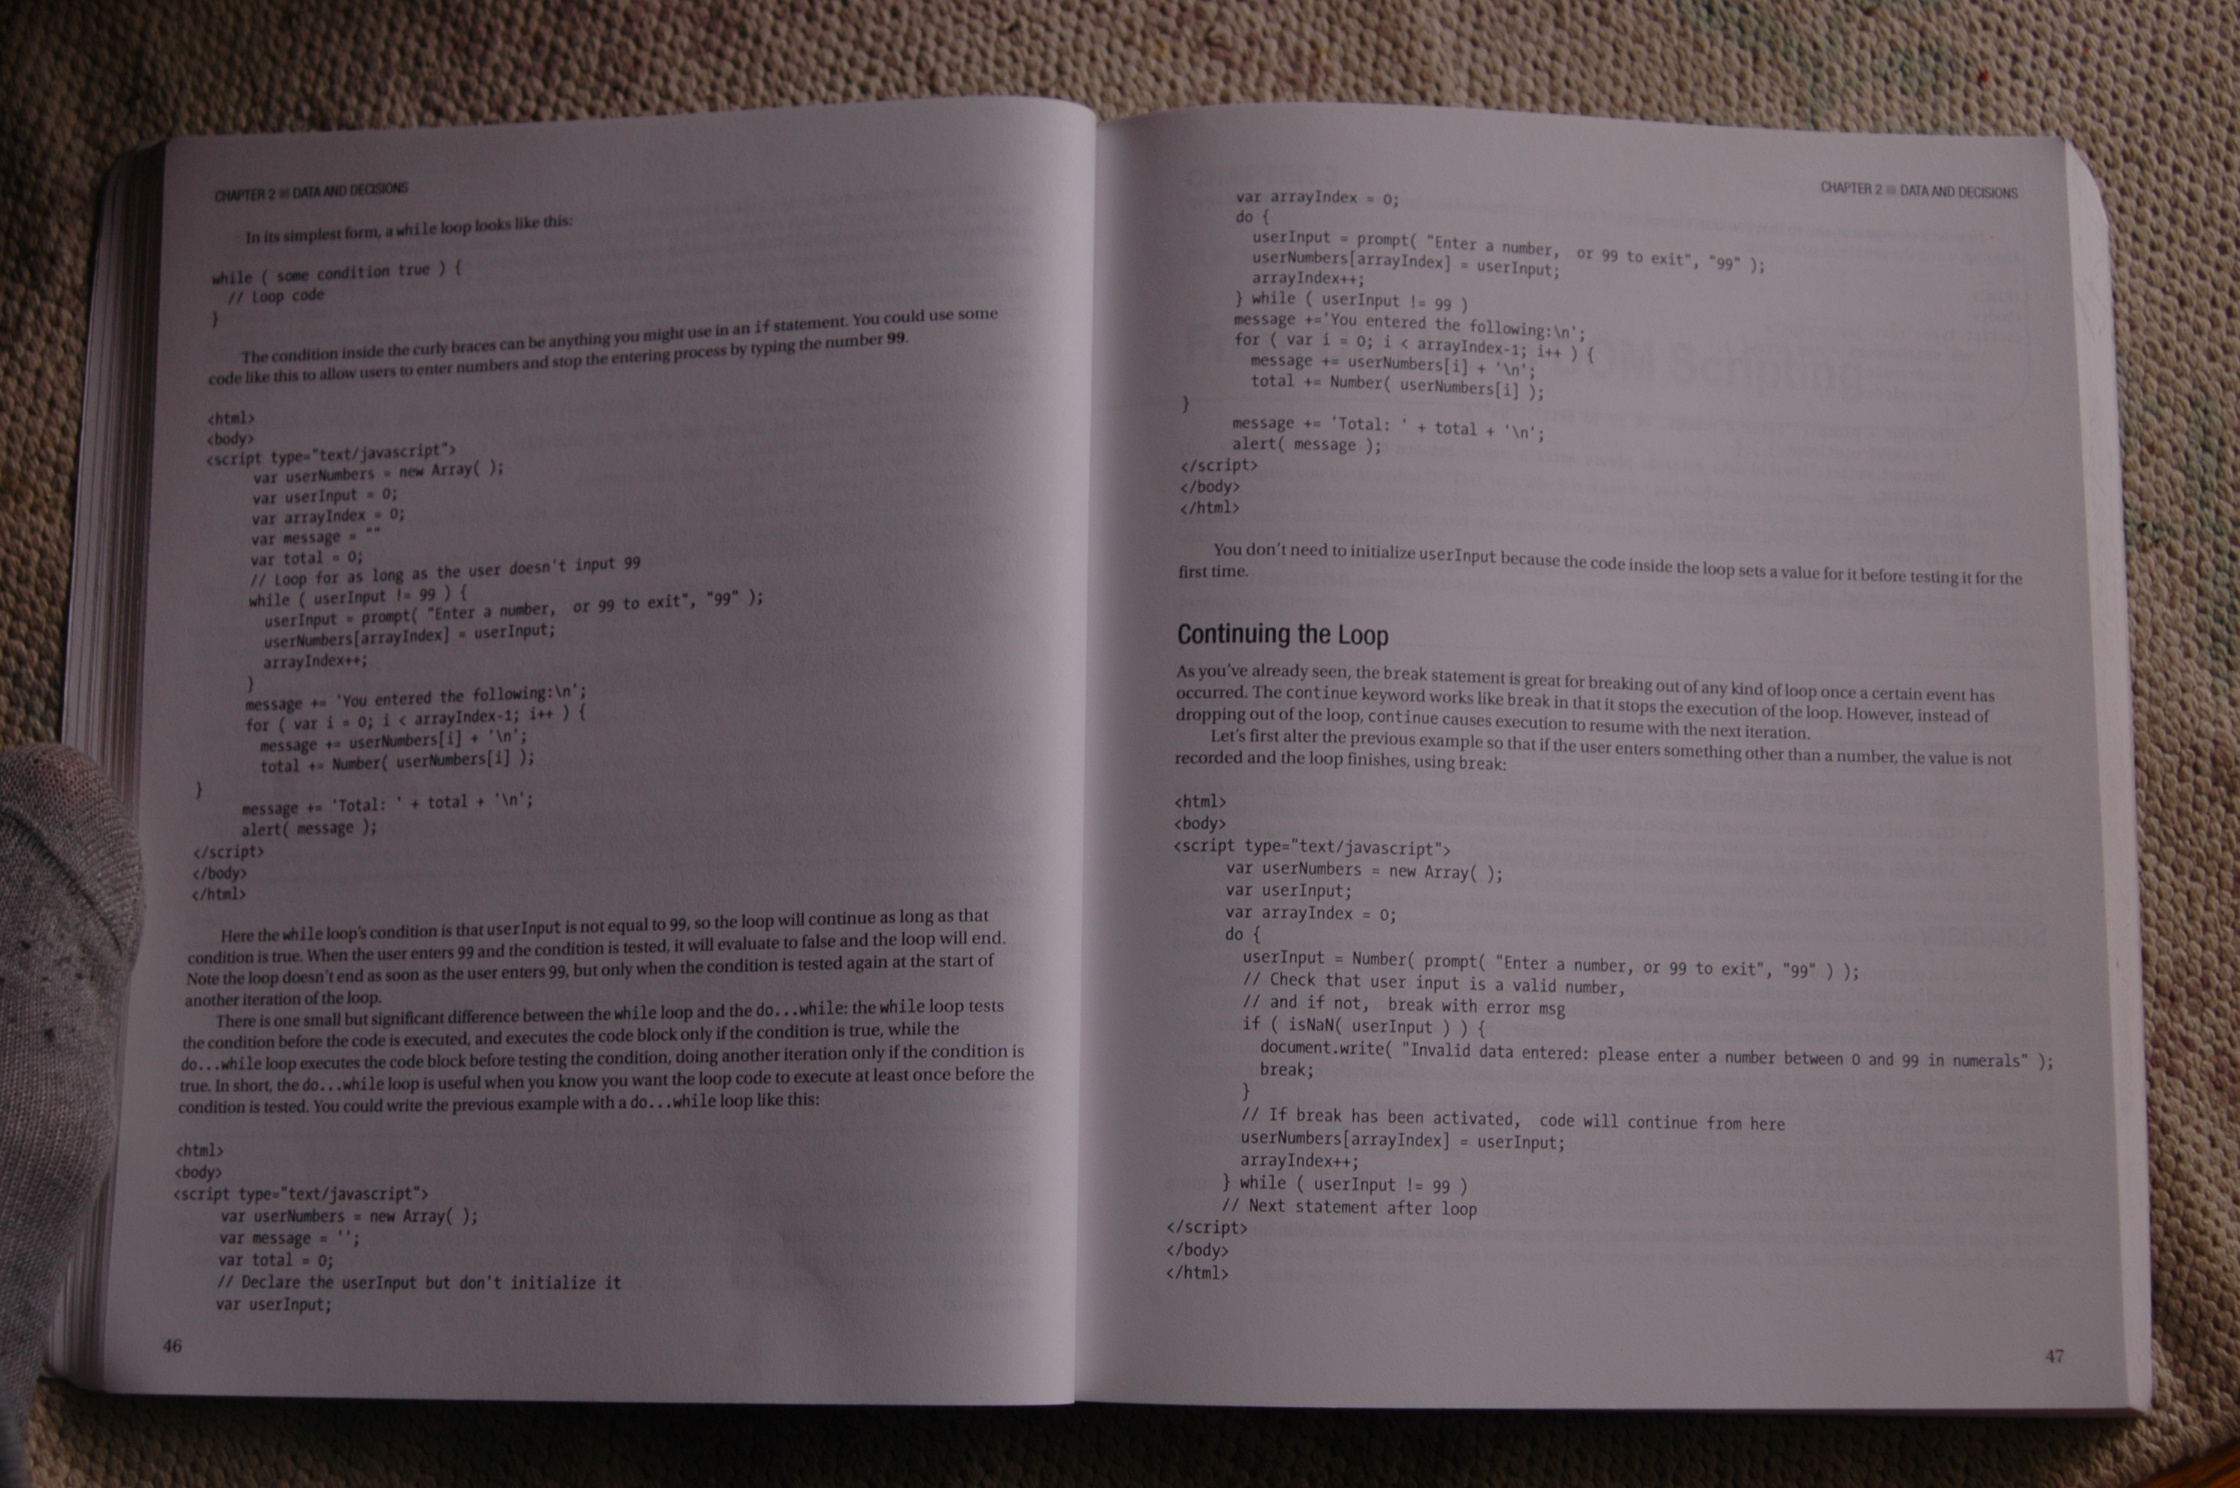 CHAPTER 2 ■ DATA AND DECISIONS
In its simplest form, a while loop looks like this:
while ( some condition true ) {
// Loop code
}
The condition inside the curly braces can be anything you might use in an if statement. You could use some
code like this to allow users to enter numbers and stop the entering process by typing the number 99.
<html>
<body>
<script type="text/javascript">
var userNumbers = new Array( );
var userInput = 0;
var arrayIndex = 0;
var message = ""
var total = 0;
// Loop for as long as the user doesn't input 99
while ( userInput != 99 ) {
userInput = prompt( "Enter a number,  or 99 to exit", "99" );
userNumbers[arrayIndex] = userInput;
arrayIndex++;
}
message += 'You entered the following:\n';
for ( var i = 0; i < arrayIndex-1; i++ ) {
message += userNumbers[i] + '\n';
total += Number( userNumbers[i] );
}
message += 'Total: ' + total + '\n';
alert( message );
</script>
</body>
</html>
Here the while loop's condition is that userInput is not equal to 99, so the loop will continue as long as that
condition is true. When the user enters 99 and the condition is tested, it will evaluate to false and the loop will end.
Note the loop doesn't end as soon as the user enters 99, but only when the condition is tested again at the start of
another iteration of the loop.
There is one small but significant difference between the while loop and the do...while: the while loop tests
the condition before the code is executed, and executes the code block only if the condition is true, while the
do...while loop executes the code block before testing the condition, doing another iteration only if the condition is
true. In short, the do...while loop is useful when you know you want the loop code to execute at least once before the
condition is tested. You could write the previous example with a do...while loop like this:
<html>
<body>
<script type="text/javascript">
var userNumbers = new Array( );
var message = '';
var total = 0;
// Declare the userInput but don't initialize it
var userInput;
46
CHAPTER 2 ■ DATA AND DECISIONS
var arrayIndex = 0;
do {
userInput = prompt( "Enter a number,  or 99 to exit", "99" );
userNumbers[arrayIndex] = userInput;
arrayIndex++;
} while ( userInput != 99 )
message +='You entered the following:\n';
for ( var i = 0; i < arrayIndex-1; i++ ) {
message += userNumbers[i] + '\n';
total += Number( userNumbers[i] );
}
message += 'Total: ' + total + '\n';
alert( message );
</script>
</body>
</html>
You don't need to initialize userInput because the code inside the loop sets a value for it before testing it for the
first time.
Continuing the Loop
As you've already seen, the break statement is great for breaking out of any kind of loop once a certain event has
occurred. The continue keyword works like break in that it stops the execution of the loop. However, instead of
dropping out of the loop, continue causes execution to resume with the next iteration.
Let's first alter the previous example so that if the user enters something other than a number, the value is not
recorded and the loop finishes, using break:
<html>
<body>
<script type="text/javascript">
var userNumbers = new Array( );
var userInput;
var arrayIndex = 0;
do {
userInput = Number( prompt( "Enter a number, or 99 to exit", "99" ) );
// Check that user input is a valid number,
// and if not,  break with error msg
if ( isNaN( userInput ) ) {
document.write( "Invalid data entered: please enter a number between 0 and 99 in numerals" );
break;
}
// If break has been activated,  code will continue from here
userNumbers[arrayIndex] = userInput;
arrayIndex++;
} while ( userInput != 99 )
// Next statement after loop
</script>
</body>
</html>
47